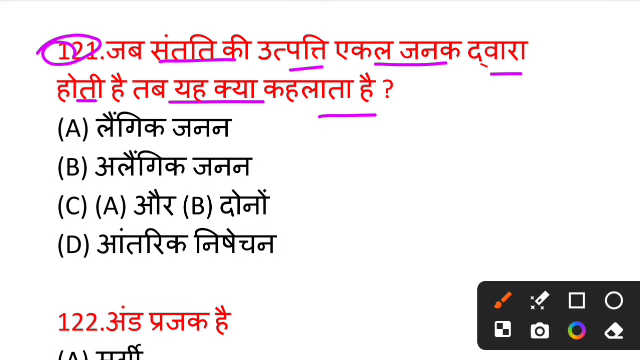 121.जब संतति की उत्पत्ति एकल जनक द्वारा
होती है तब यह क्या कहलाता है ?
(A) लैंगिक जनन
(B) अलैंगिक जनन
(C) (A) और (B) दोनों
(D) आंतरिक निषेचन
122.अंड प्रजक है
(A) मुर्गी